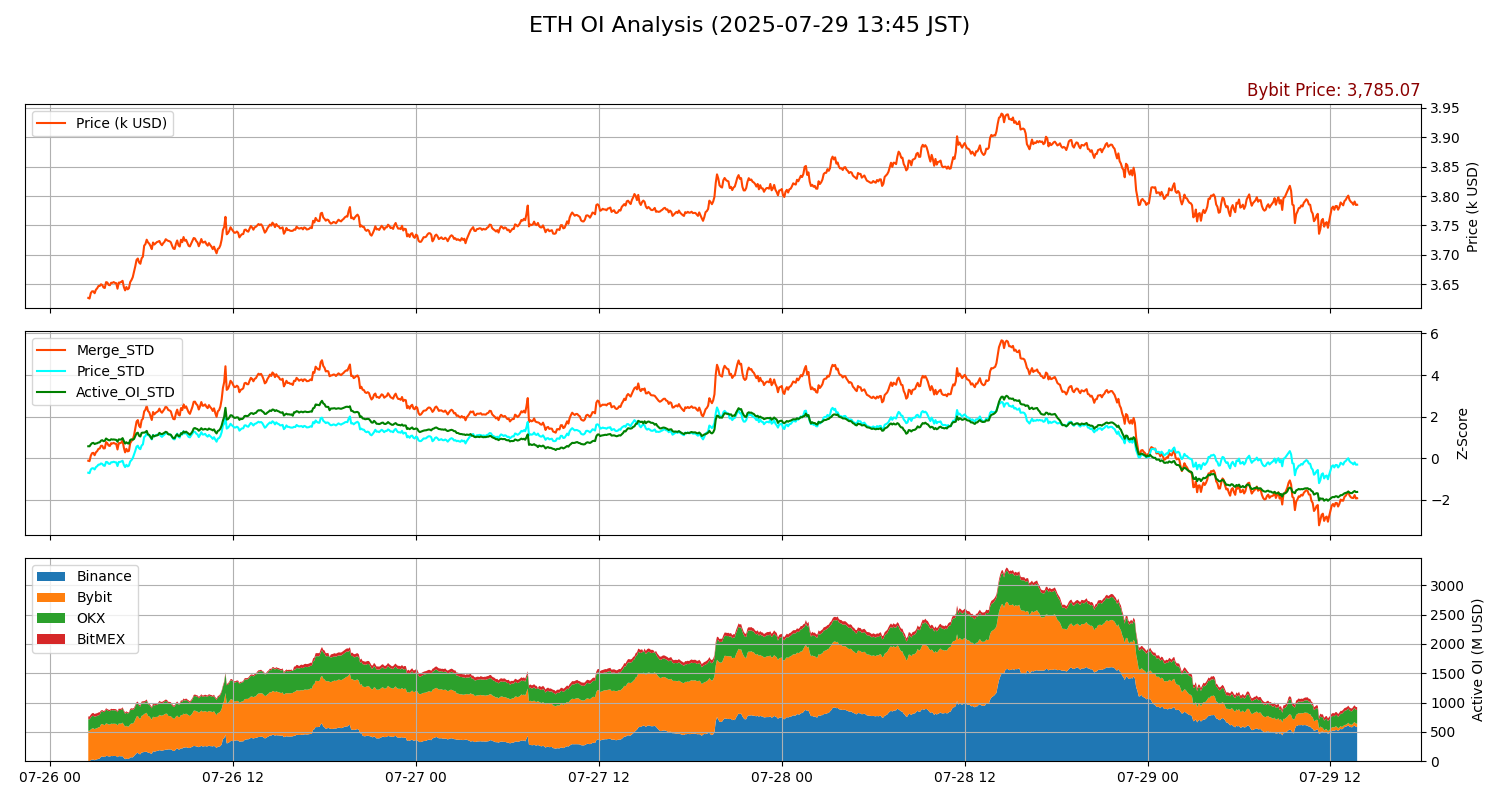 ETH OI Analysis (2025-07-29 13:45 JST)
Bybit Price: 3,785.07
Price (k USD)
3.95
3.90
3.85
3.80
3.75
3.70
3.65
Price (k USD)
Merge_STD
Price_STD
Active_OI_STD
6
4
2
0
−2
Z-Score
Binance
Bybit
OKX
BitMEX
3000
2500
2000
1500
1000
500
0
Active OI (M USD)
07-26 00
07-26 12
07-27 00
07-27 12
07-28 00
07-28 12
07-29 00
07-29 12